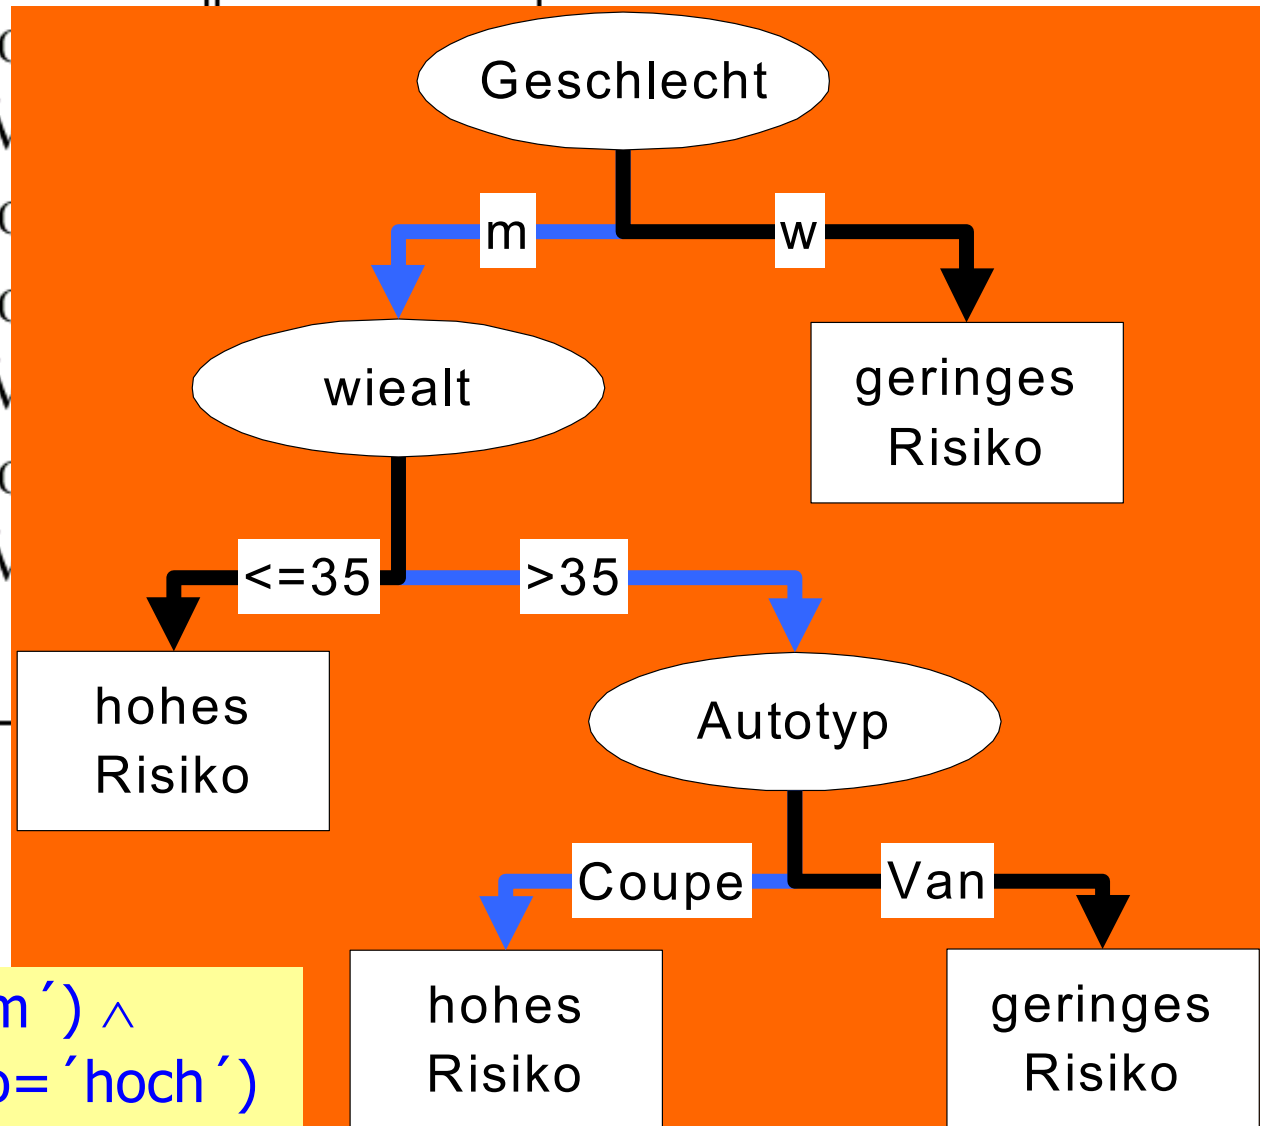 Geschlecht
m
w
wiealt
geringes
Risiko
<=35
>35
hohes
Risiko
Autotyp
Coupe
Van
hohes
Risiko
geringes
Risiko
m´) ∧
=´hoch´)